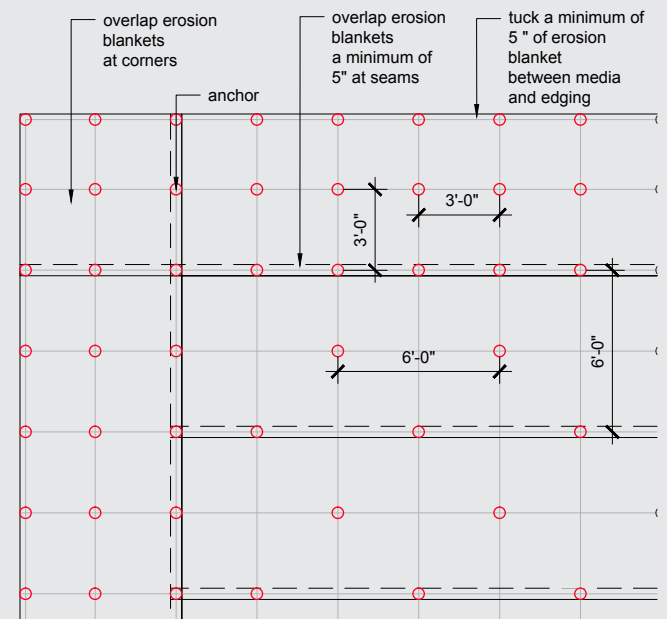 overlap erosion
blankets
at corners
anchor
overlap erosion
blankets
a minimum of
5" at seams
tuck a minimum of
5 " of erosion
blanket
between media
and edging
3'-0"
3'-0"
6'-0"
6'-0"